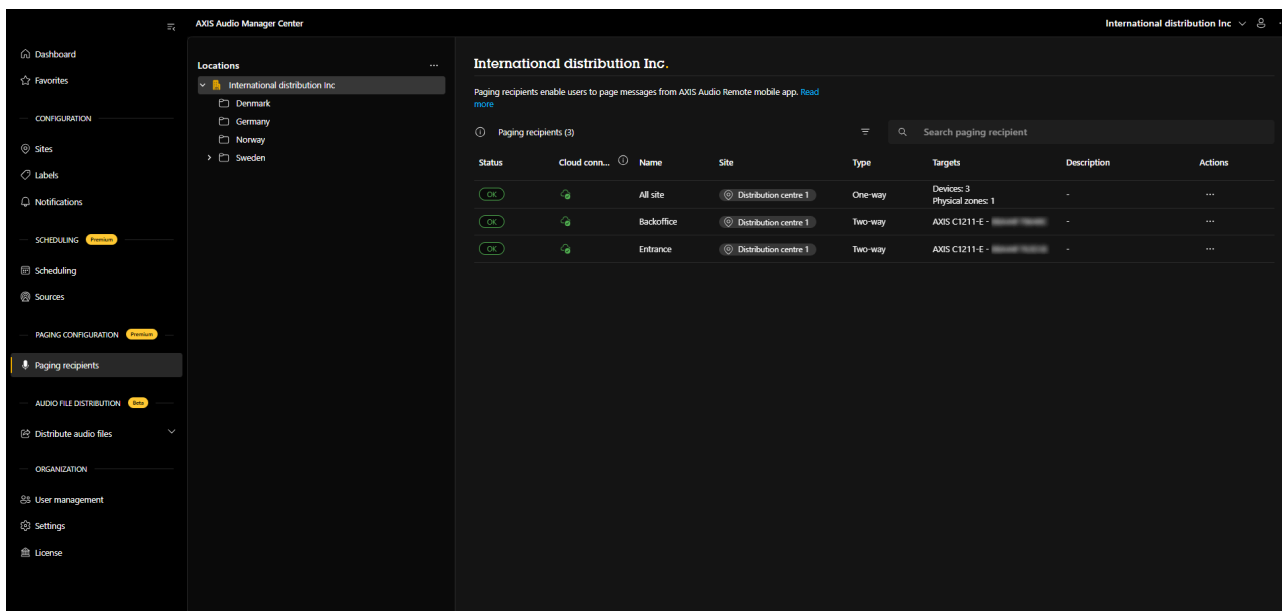 AXIS Audio Manager Center
International distribution Inc
Dashboard
Favorites
CONFIGURATION
Sites
Labels
Notifications
SCHEDULING Premium
Scheduling
Sources
PAGING CONFIGURATION Premium
Paging recipients
AUDIO FILE DISTRIBUTION Beta
Distribute audio files
ORGANIZATION
User management
Settings
License
Locations
International distribution Inc
Denmark
Germany
Norway
Sweden
International distribution Inc.
Paging recipients enable users to page messages from AXIS Audio Remote mobile app. Read
more
Paging recipients (3)
Search paging recipient
Status Cloud conn... Name Site Type Targets Description Actions
OK All site Distribution centre 1 One-way Devices: 3 - ...
Physical zones: 1
OK Backoffice Distribution centre 1 Two-way AXIS C1211-E - - ...
OK Entrance Distribution centre 1 Two-way AXIS C1211-E - - ...